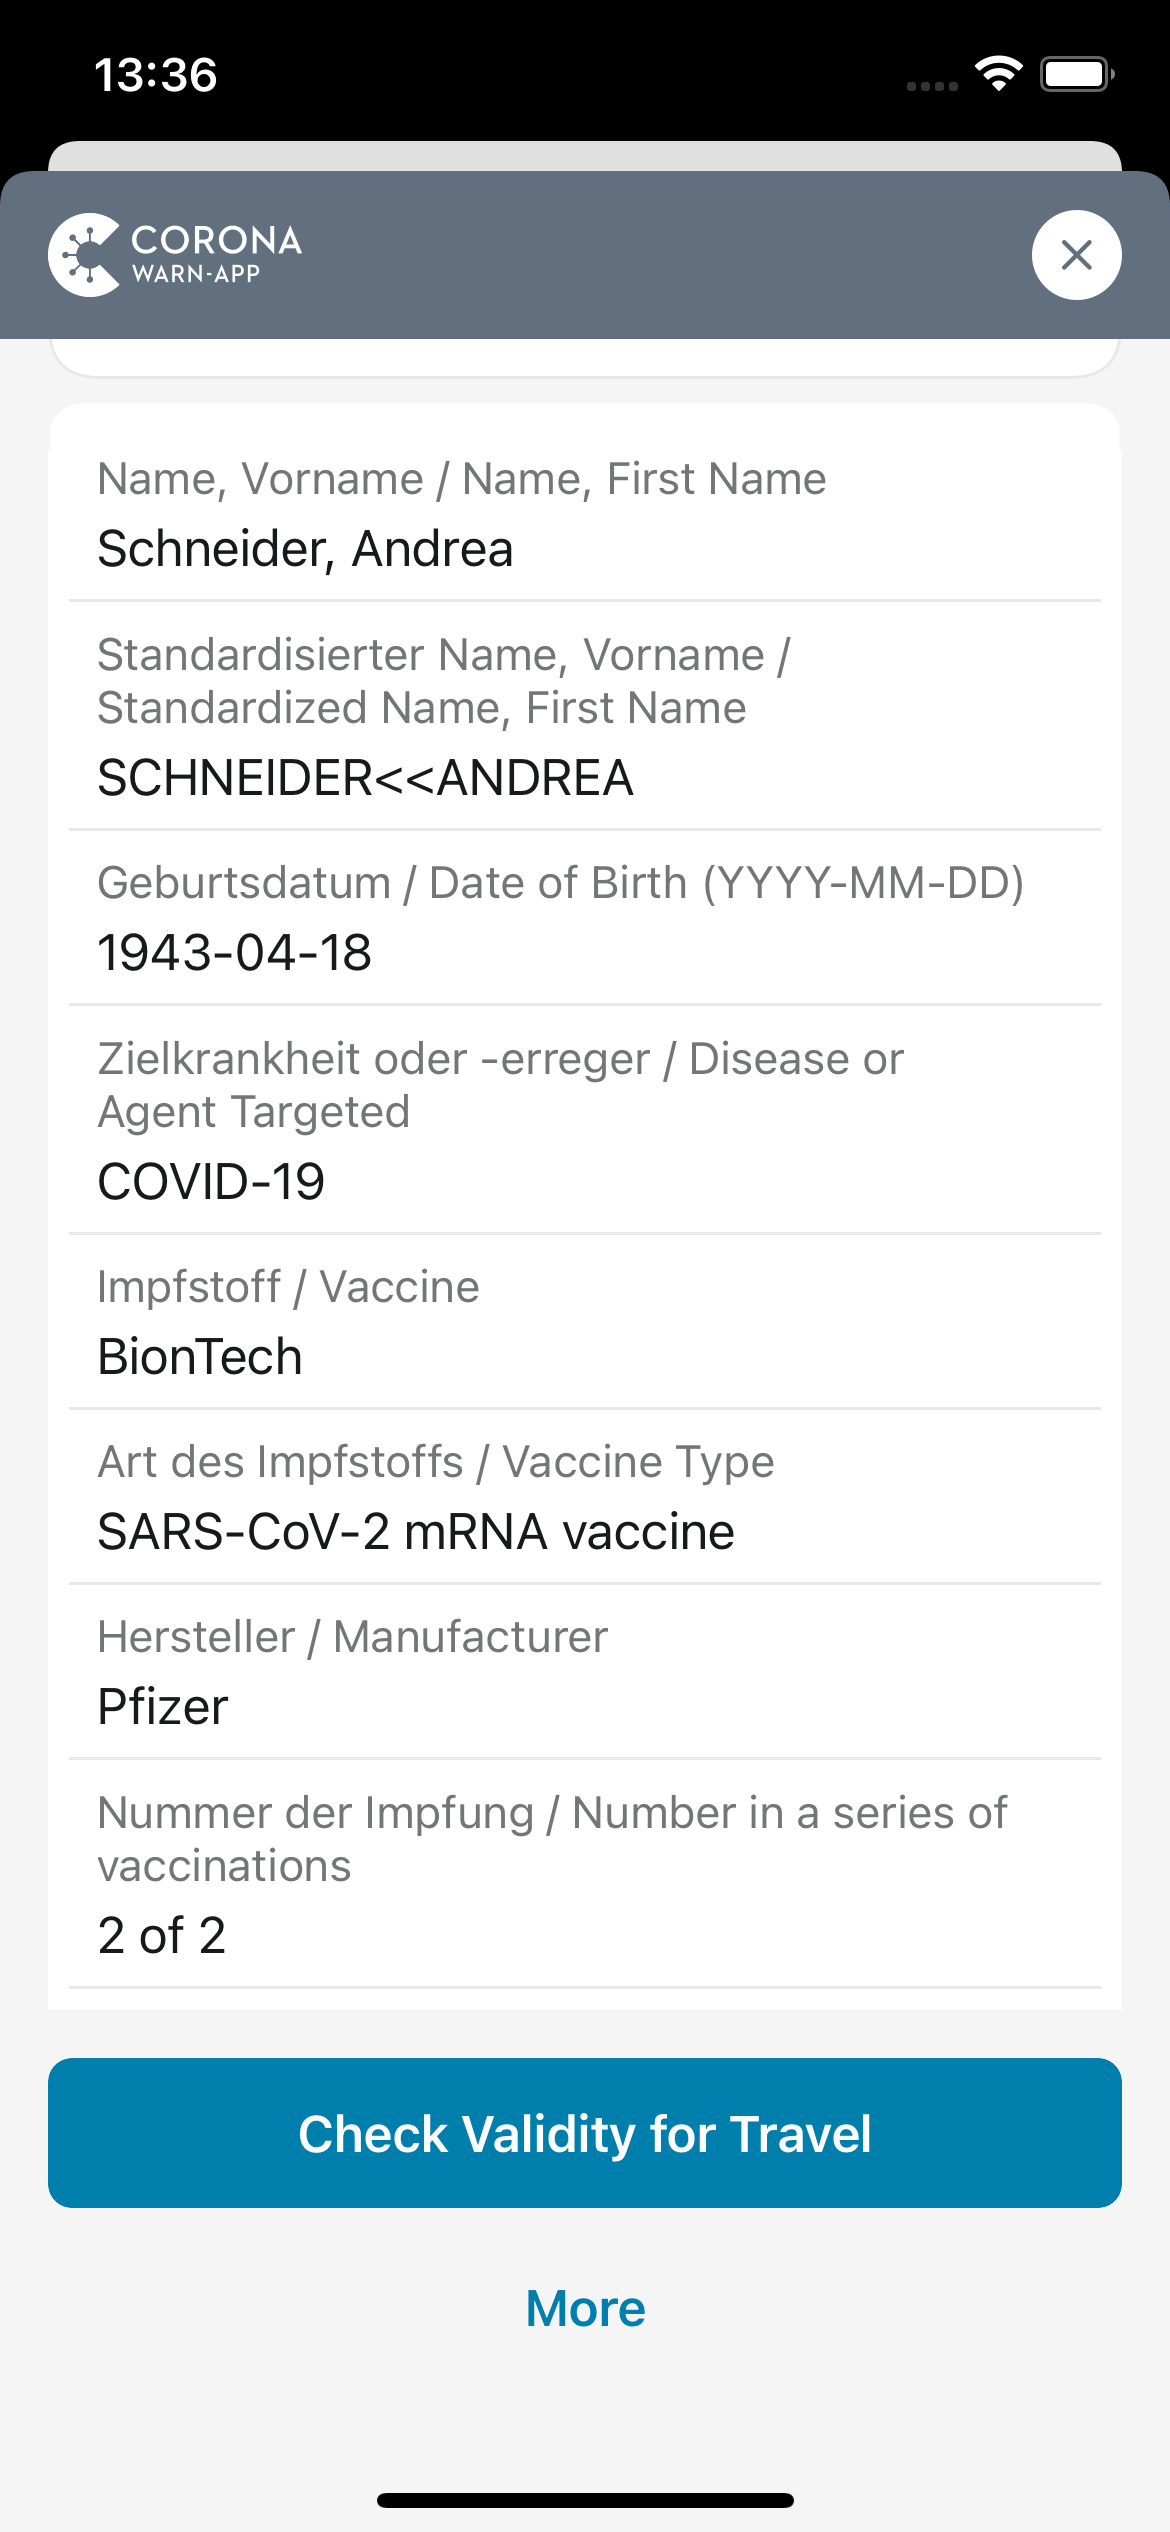 13:36
CORONA
WARN-APP
Name, Vorname / Name, First Name
Schneider, Andrea
Standardisierter Name, Vorname /
Standardized Name, First Name
SCHNEIDER<<ANDREA
Geburtsdatum / Date of Birth (YYYY-MM-DD)
1943-04-18
Zielkrankheit oder -erreger / Disease or
Agent Targeted
COVID-19
Impfstoff / Vaccine
BionTech
Art des Impfstoffs / Vaccine Type
SARS-CoV-2 mRNA vaccine
Hersteller / Manufacturer
Pfizer
Nummer der Impfung / Number in a series of
vaccinations
2 of 2
Check Validity for Travel
More